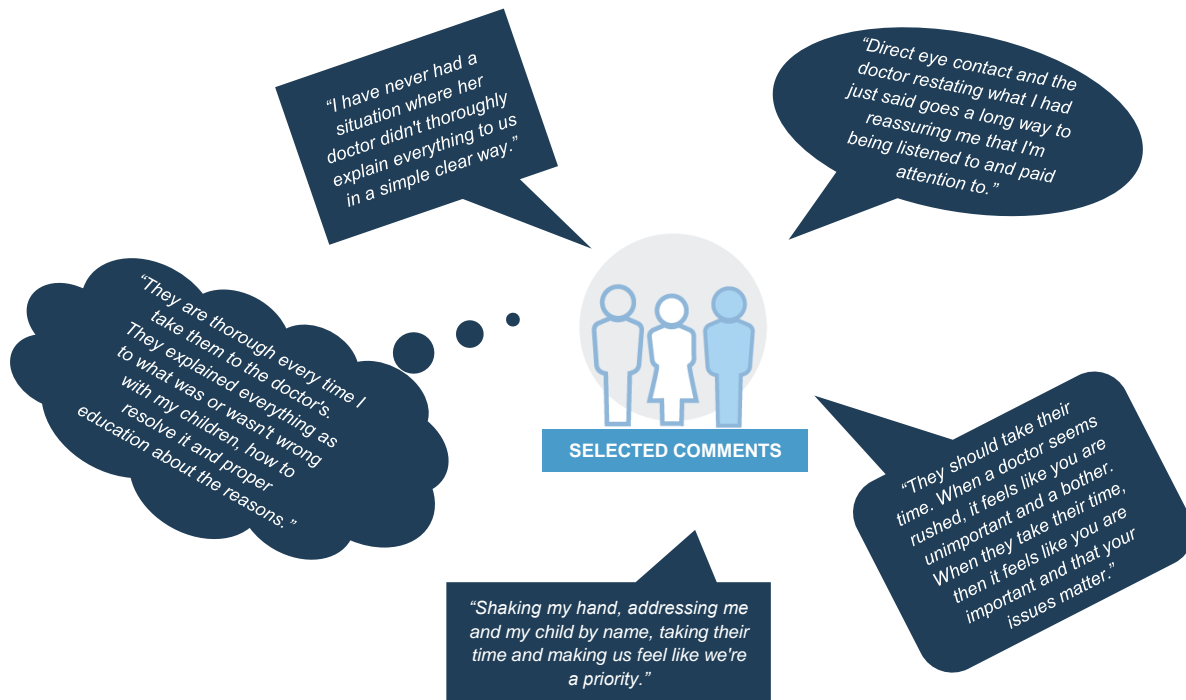 “I have never had a
situation where her
doctor didn't thoroughly
explain everything to us
in a simple clear way.”
“Direct eye contact and the
doctor restating what I had
just said goes a long way to
reassuring me that I'm
being listened to and paid
attention to.”
“They are thorough every time I
take them to the doctor's.
They explained everything as
to what was or wasn't wrong
with my children, how to
resolve it and proper
education about the reasons.”
SELECTED COMMENTS
“They should take their
time. When a doctor seems
rushed, it feels like you are
unimportant and a bother.
When they take their time,
then it feels like you are
important and that your
issues matter.”
“Shaking my hand, addressing me
and my child by name, taking their
time and making us feel like we're
a priority.”